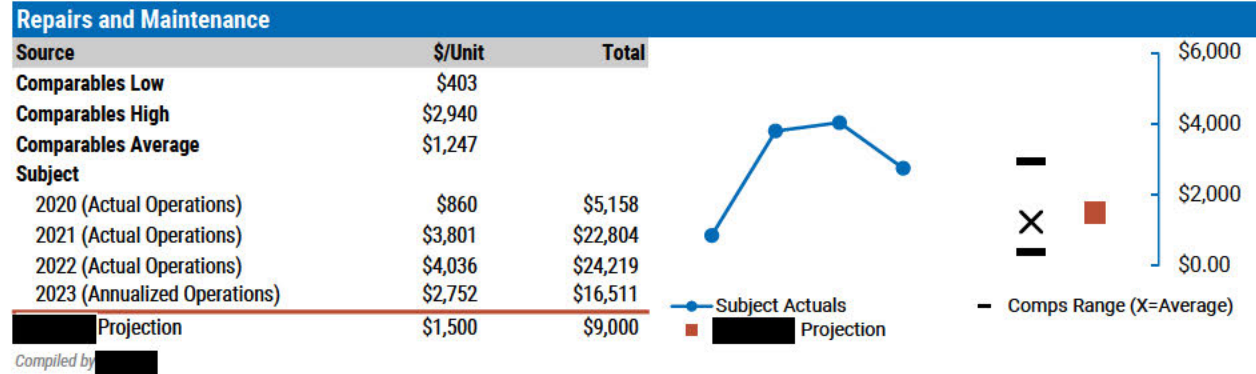 Repairs and Maintenance
Source $/Unit Total
Comparables Low $403
Comparables High $2,940
Comparables Average $1,247
Subject
2020 (Actual Operations) $860 $5,158
2021 (Actual Operations) $3,801 $22,804
2022 (Actual Operations) $4,036 $24,219
2023 (Annualized Operations) $2,752 $16,511
Projection $1,500 $9,000
Compiled by
$6,000
$4,000
$2,000
$0.00
Subject Actuals
Comps Range (X=Average)
Projection